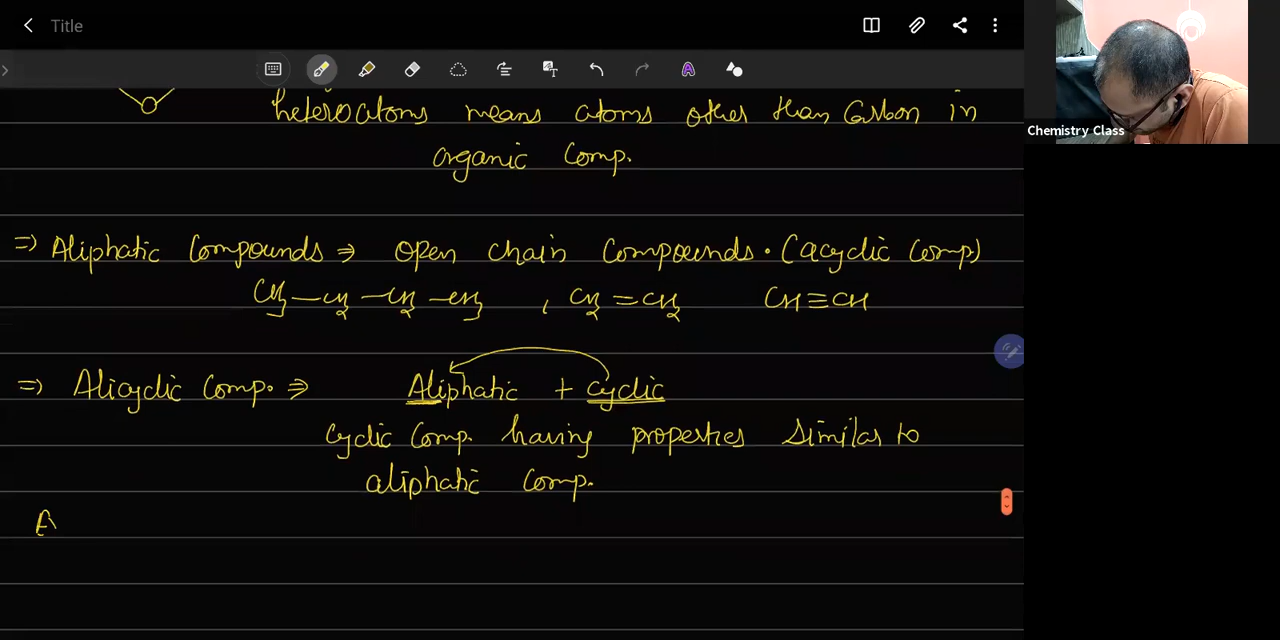 Title
heteroatoms means atoms other than Carbon in
organic Comp.
Chemistry Class
=> Aliphatic Compounds => Open chain Compounds. (acyclic Comp)
CH3-CH2-CH2-CH3 , CH2=CH2 CH≡CH
=> Alicyclic Comp. => Aliphatic + cyclic
Cyclic Comp. having properties similar to
aliphatic Comp.